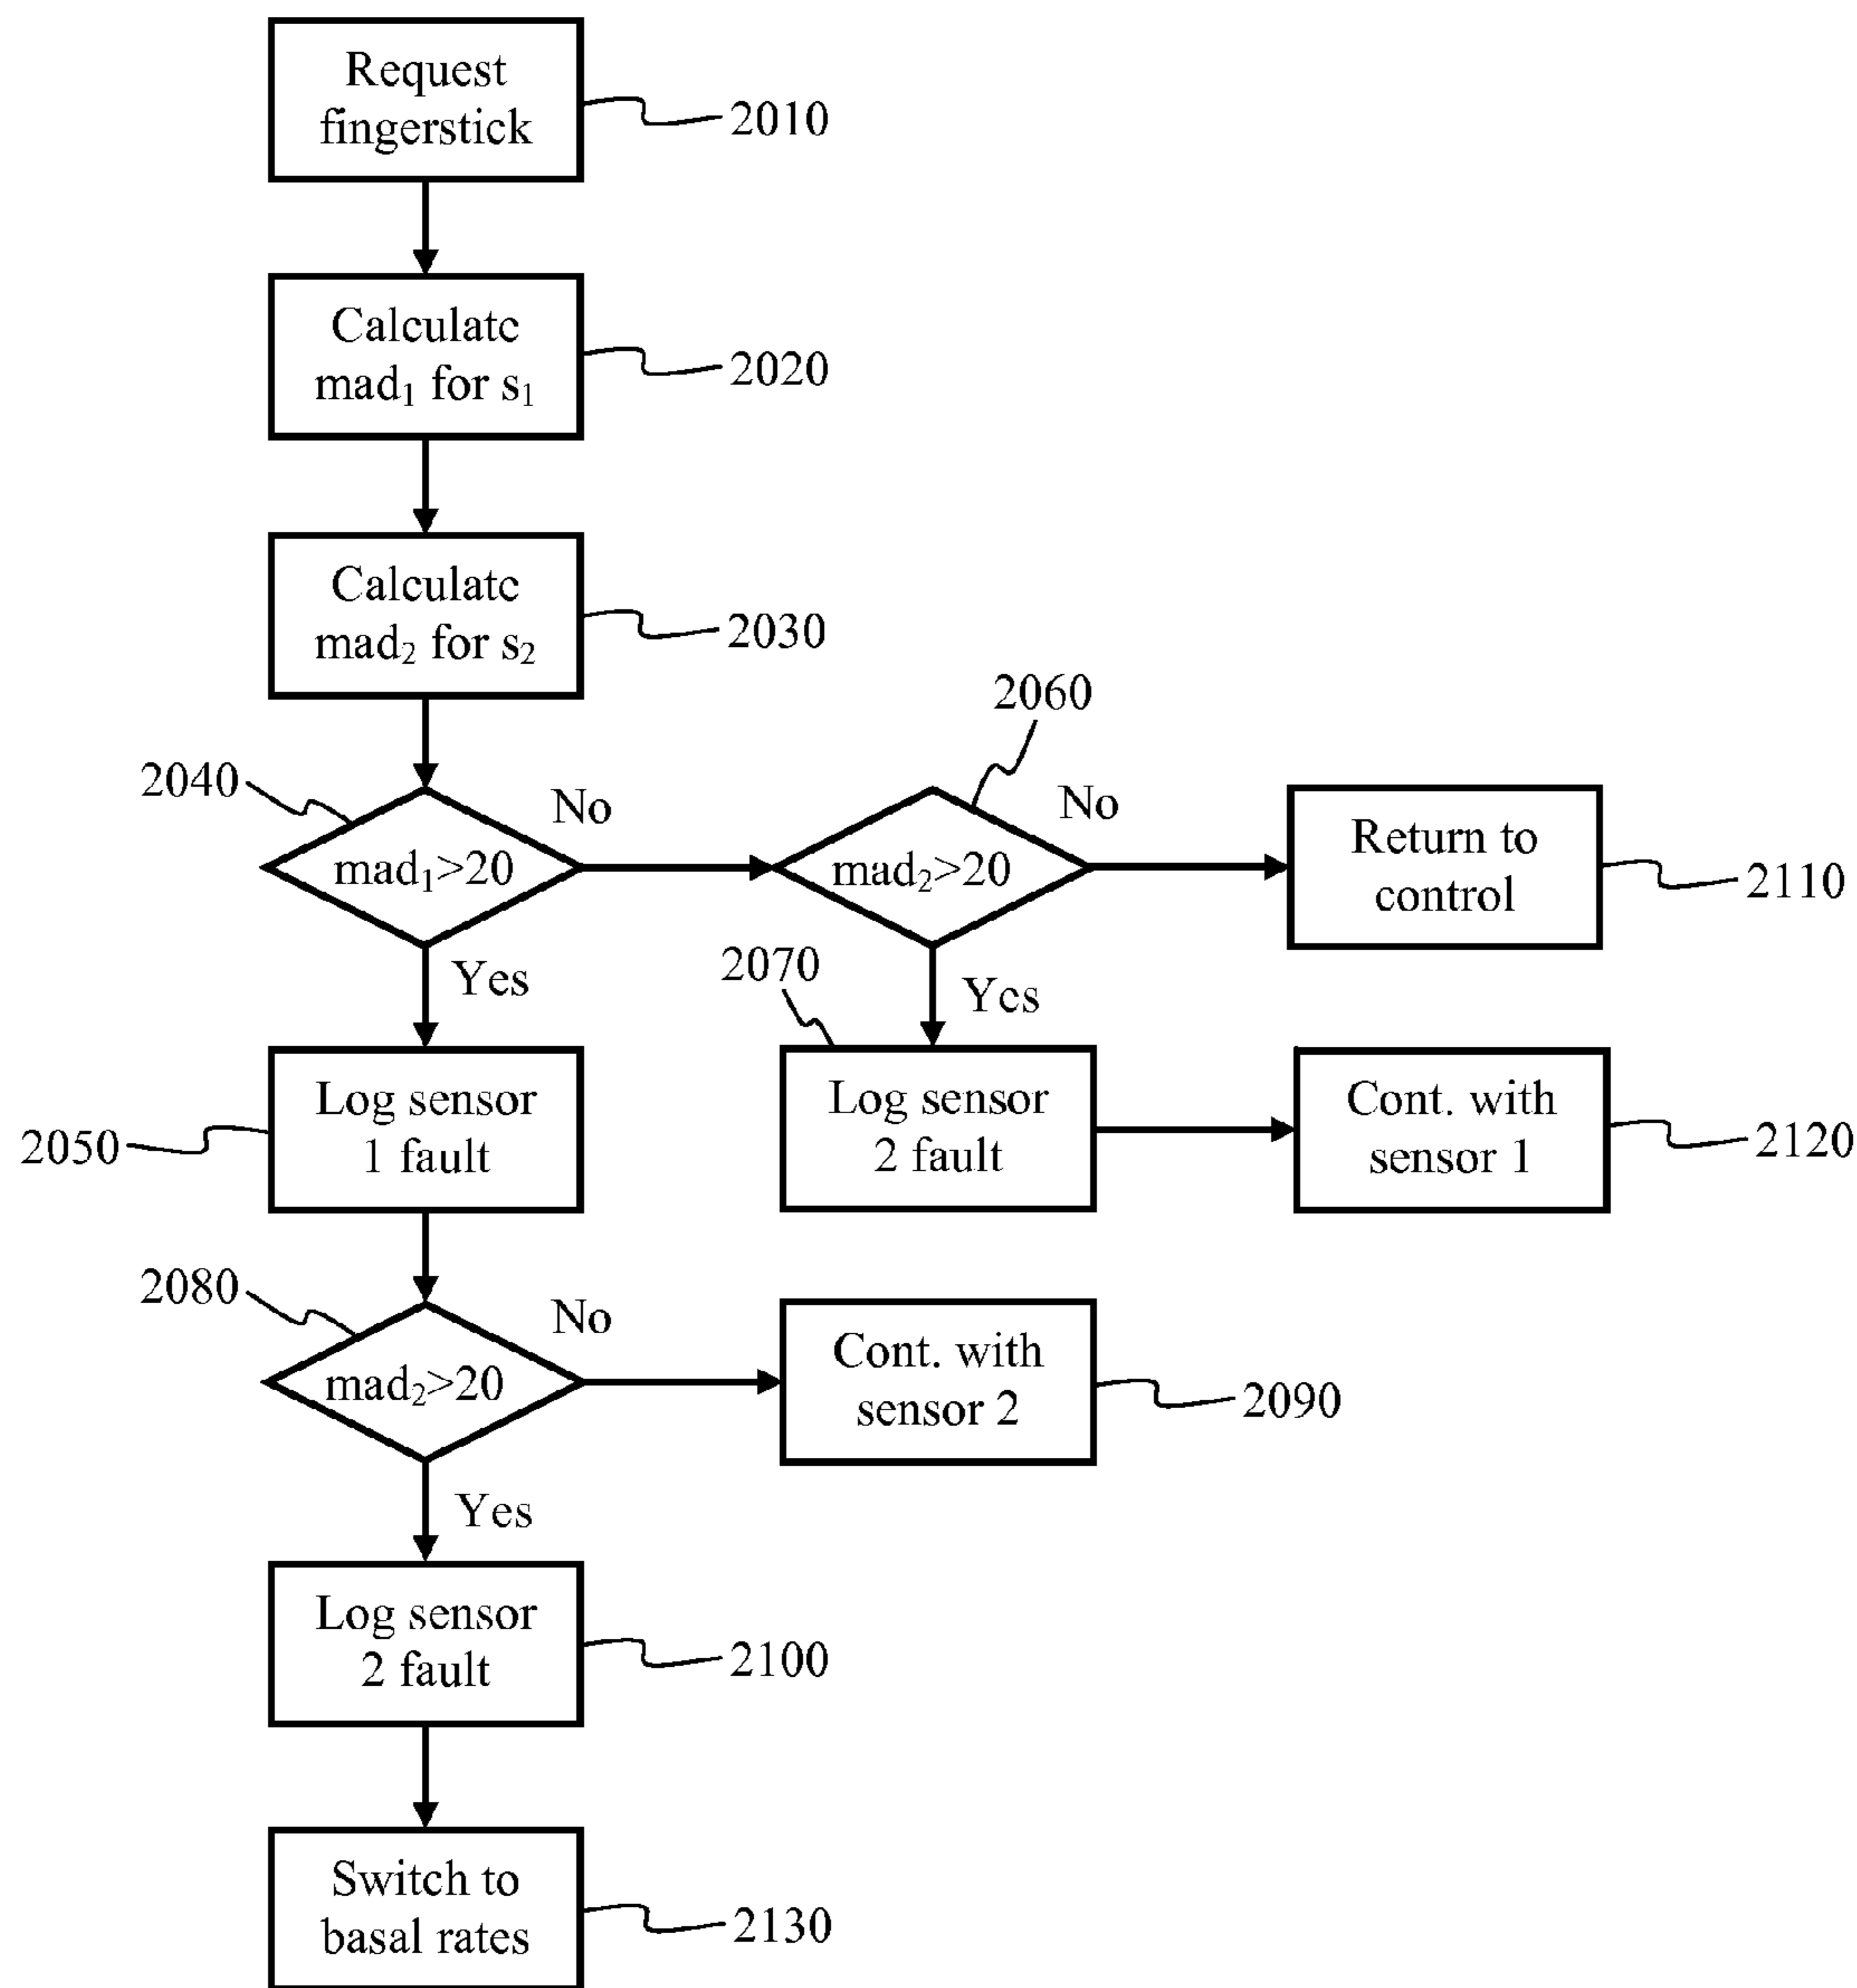 Request
fingerstick
2010
Calculatc
mad₁ for s₁
2020
Calculatc
mad₂ for s₂
2030
2040
mad₁>20
No
2060
mad₂>20
No
Return to
control
2110
Yes
2070
Ycs
Log sensor
1 fault
2050
Log sensor
2 fault
Cont. with
sensor 1
2120
2080
mad₂>20
No
Cont. with
sensor 2
2090
Yes
Log sensor
2 fault
2100
Switch to
basal rates
2130